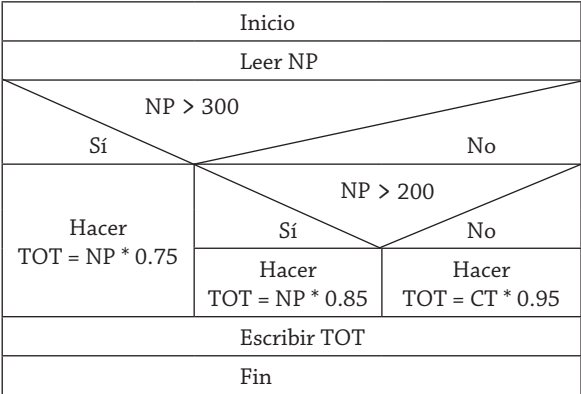 Inicio
Leer NP
NP > 300
Sí
No
NP > 200
Hacer
TOT = NP * 0.75
Sí
No
Hacer
TOT = NP * 0.85
Hacer
TOT = CT * 0.95
Escribir TOT
Fin